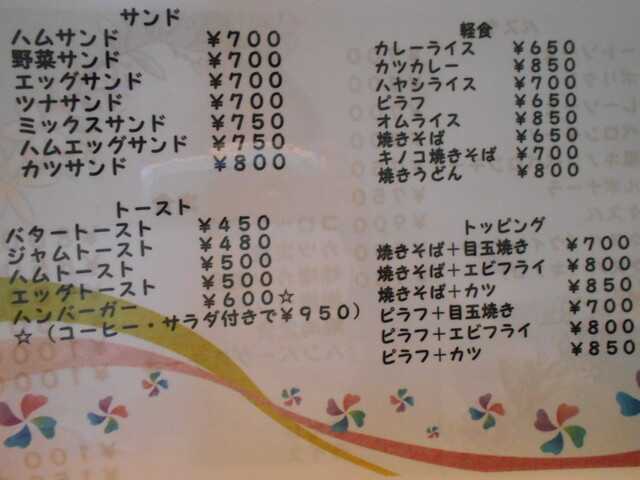 サンド
ハムサンド ￥７００
野菜サンド ￥７００
エッグサンド ￥７００
ツナサンド ￥７００
ミックスサンド ￥７５０
ハムエッグサンド ￥７５０
カツサンド ￥８００
トースト
バタートースト ￥４５０
ジャムトースト ￥４８０
ハムトースト ￥５００
エッグトースト ￥５００
ハンバーガー ￥６００☆
☆（コーヒー・サラダ付きで￥９５０）
軽食
カレーライス ￥６５０
カツカレー ￥８５０
ハヤシライス ￥７００
ピラフ ￥６５０
オムライス ￥８５０
焼きそば ￥６５０
キノコ焼きそば ￥７００
焼きうどん ￥８００
トッピング
焼きそば＋目玉焼き ￥７００
焼きそば＋エビフライ ￥８００
焼きそば＋カツ ￥８５０
ピラフ＋目玉焼き ￥７００
ピラフ＋エビフライ ￥８００
ピラフ＋カツ ￥８５０